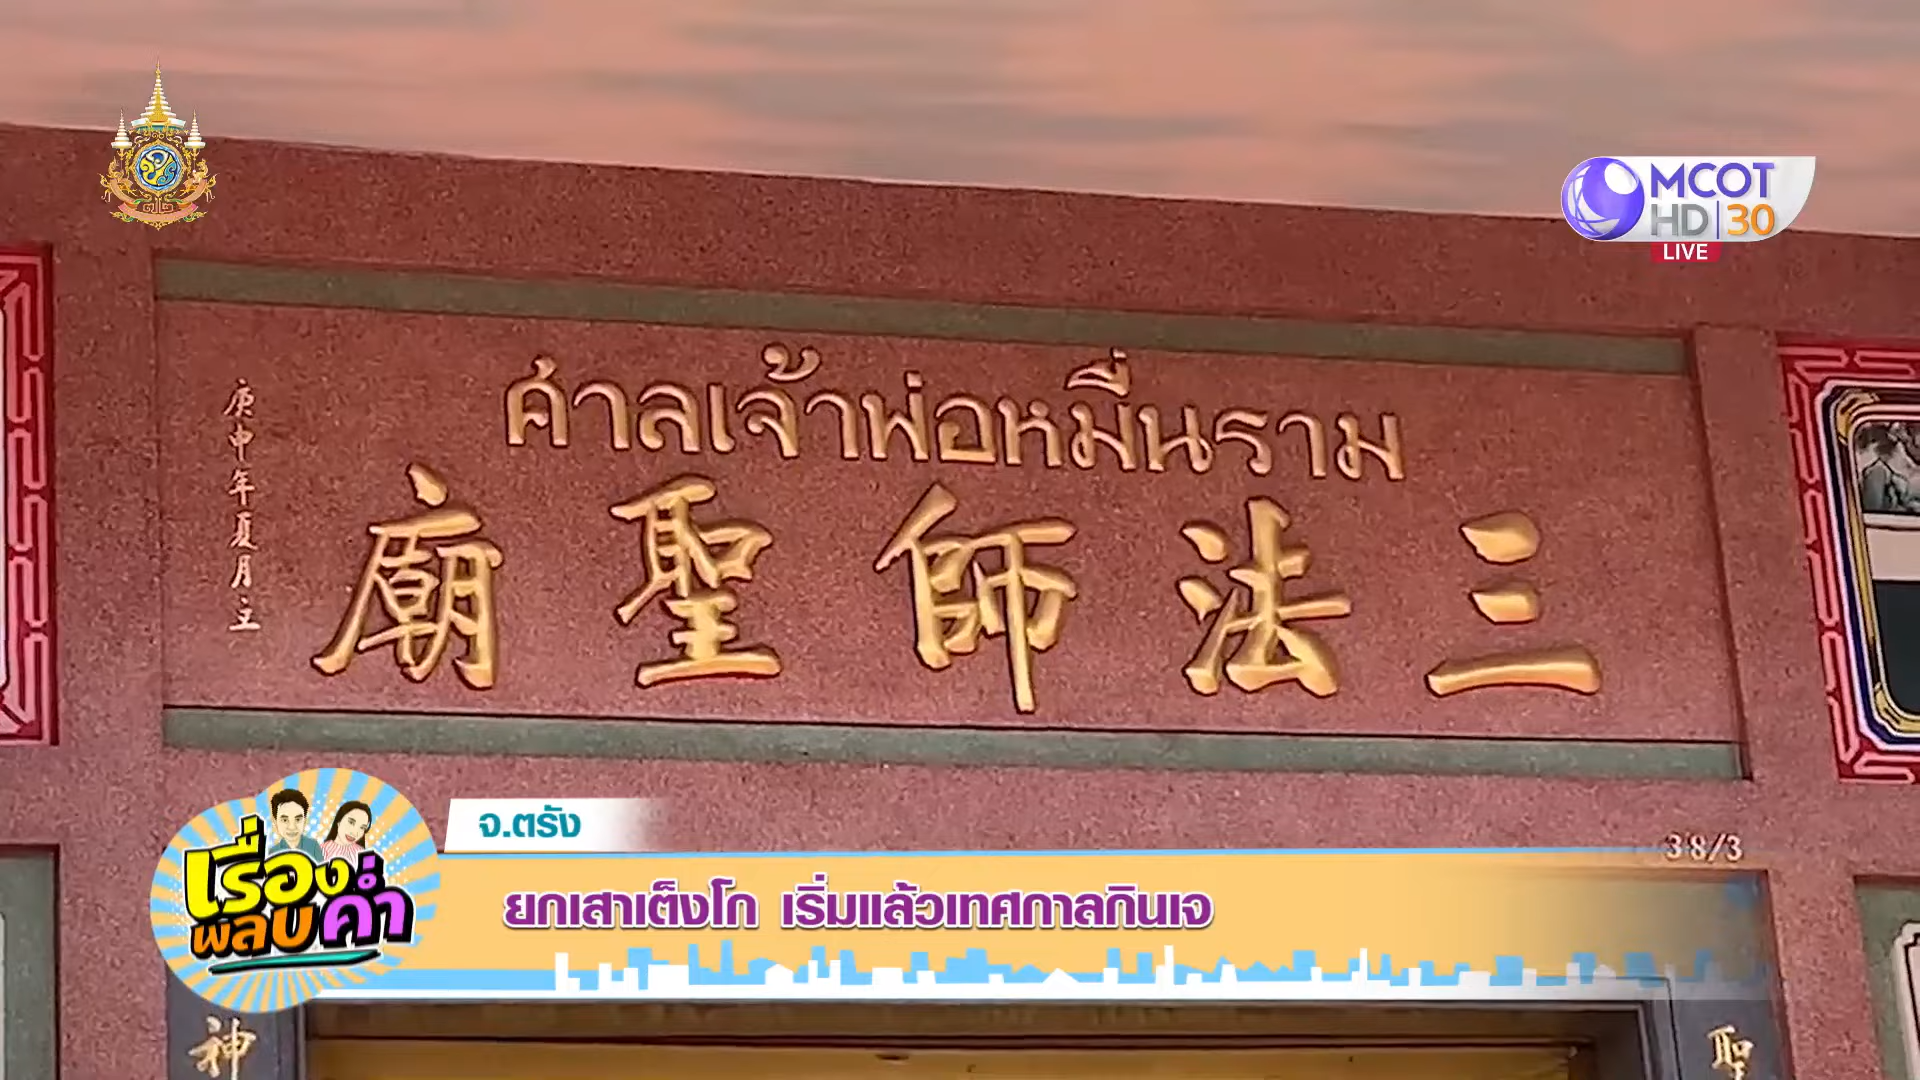 MCOT
HD 30
LIVE
ศาลเจ้าพ่อหมื่นราม
三法師聖廟
庚申年夏月立
จ.ตรัง
38/3
เรื่อง
พลบค่ำ
ยกเสาเต็งโก เริ่มแล้วเทศกาลกินเจ
神
聖